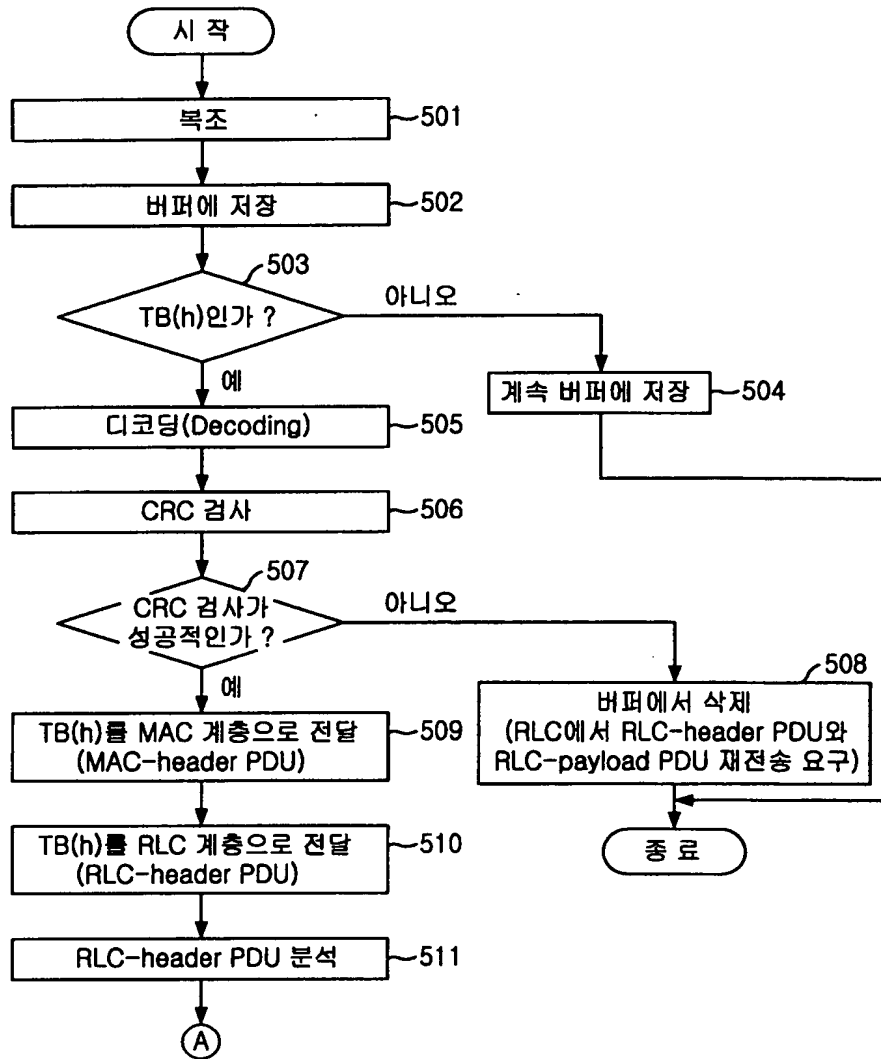 시 작
복조
501
버퍼에 저장
502
503
TB(h)인가 ?
아니오
예
계속 버퍼에 저장
504
디코딩(Decoding)
505
CRC 검사
506
507
CRC 검사가
성공적인가 ?
아니오
예
508
버퍼에서 삭제
(RLC에서 RLC-header PDU와
RLC-payload PDU 재전송 요구)
TB(h)를 MAC 계층으로 전달
(MAC-header PDU)
509
종 료
TB(h)를 RLC 계층으로 전달
(RLC-header PDU)
510
RLC-header PDU 분석
511
A